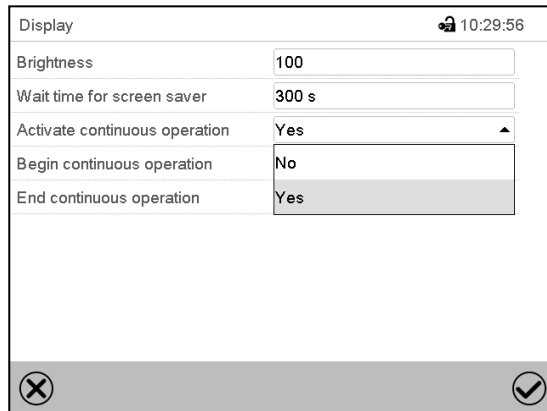 Display 10:29:56
Brightness 100
Wait time for screen saver 300 s
Activate continuous operation Yes
Begin continuous operation No
End continuous operation Yes